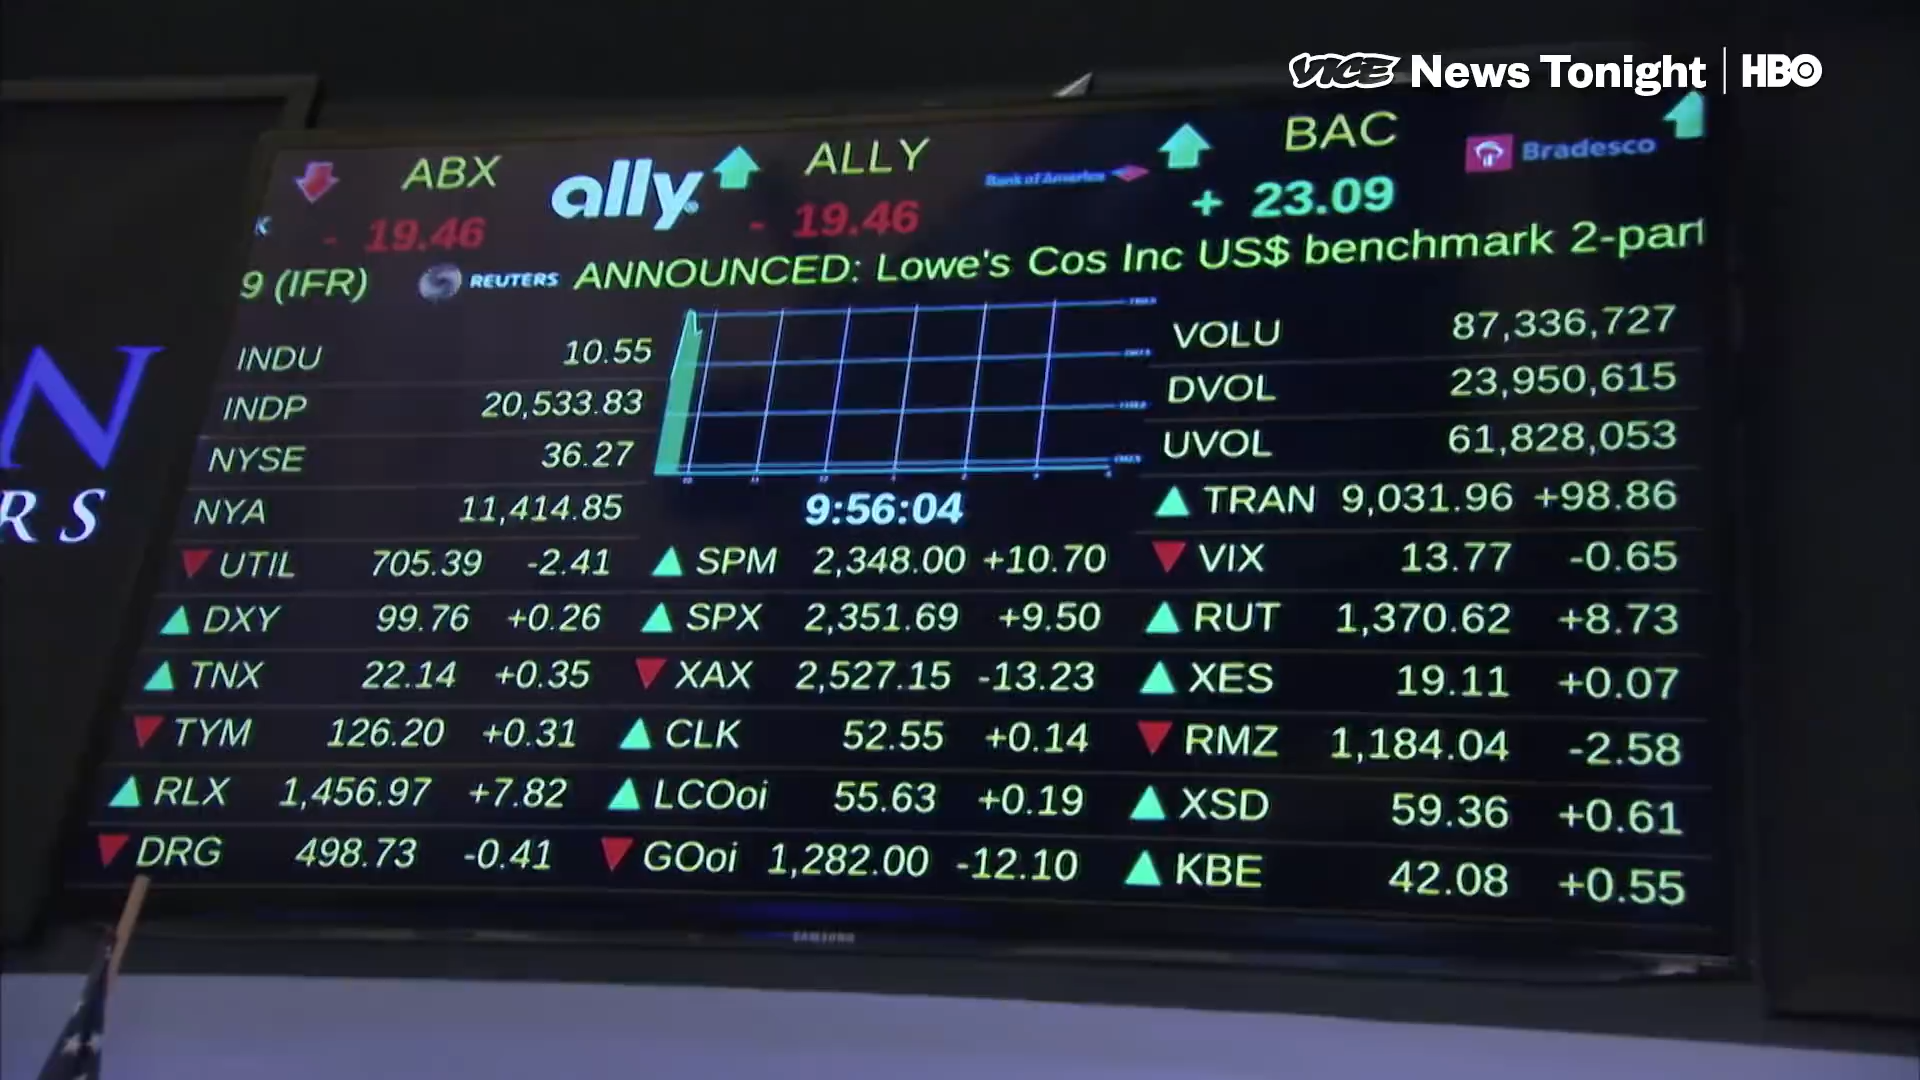 VICE News Tonight HBO
ABX ally ALLY Bank of America BAC Bradesco
K - 19.46 - 19.46 + 23.09
9 (IFR) REUTERS ANNOUNCED: Lowe's Cos Inc US$ benchmark 2-part
INDU 10.55
INDP 20,533.83
NYSE 36.27
NYA 11,414.85
9:56:04
VOLU 87,336,727
DVOL 23,950,615
UVOL 61,828,053
TRAN 9,031.96 +98.86
UTIL 705.39 -2.41 SPM 2,348.00 +10.70 VIX 13.77 -0.65
DXY 99.76 +0.26 SPX 2,351.69 +9.50 RUT 1,370.62 +8.73
TNX 22.14 +0.35 XAX 2,527.15 -13.23 XES 19.11 +0.07
TYM 126.20 +0.31 CLK 52.55 +0.14 RMZ 1,184.04 -2.58
RLX 1,456.97 +7.82 LCOoi 55.63 +0.19 XSD 59.36 +0.61
DRG 498.73 -0.41 GOoi 1,282.00 -12.10 KBE 42.08 +0.55
N
RS
SAMSUNG